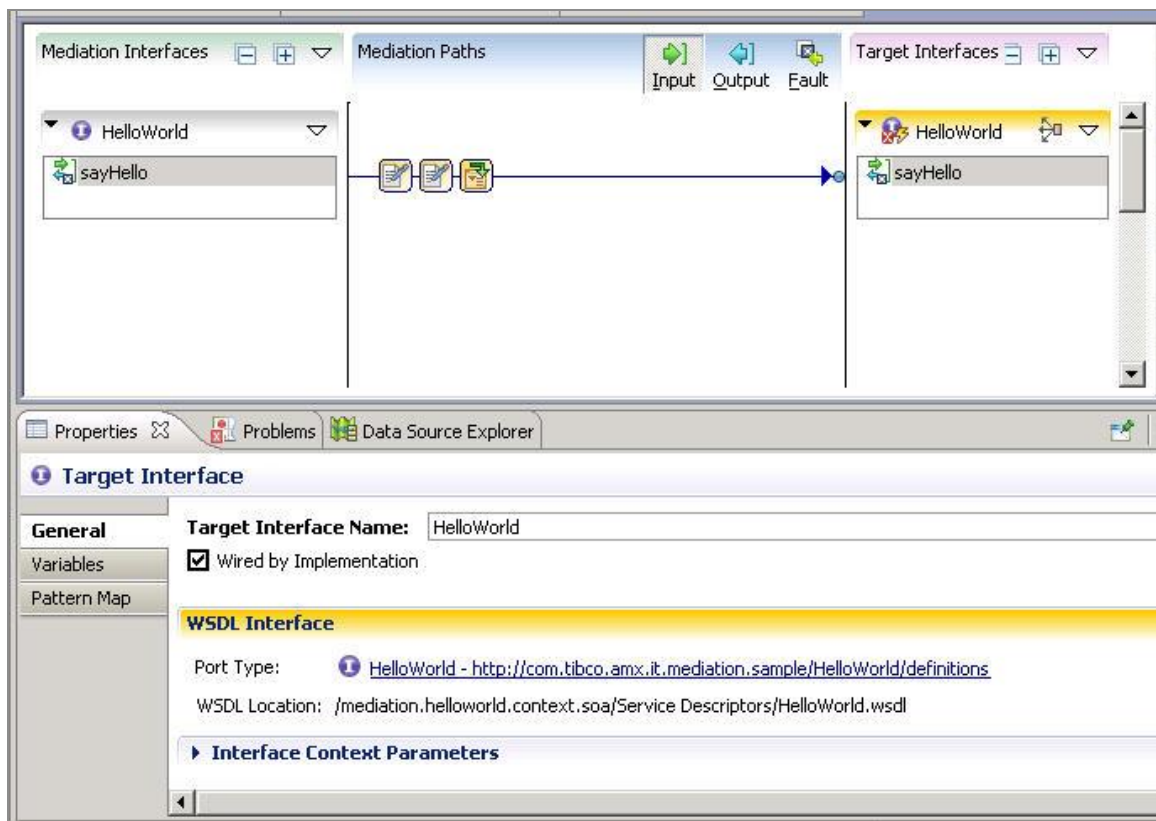 Mediation Interfaces
Mediation Paths
Input Output Fault
Target Interfaces
HelloWorld
sayHello
HelloWorld
sayHello
Properties
Problems
Data Source Explorer
Target Interface
General
Variables
Pattern Map
Target Interface Name: HelloWorld
Wired by Implementation
WSDL Interface
Port Type: HelloWorld - http://com.tibco.amx.it.mediation.sample/HelloWorld/definitions
WSDL Location: /mediation.helloworld.context.soa/Service Descriptors/HelloWorld.wsdl
Interface Context Parameters